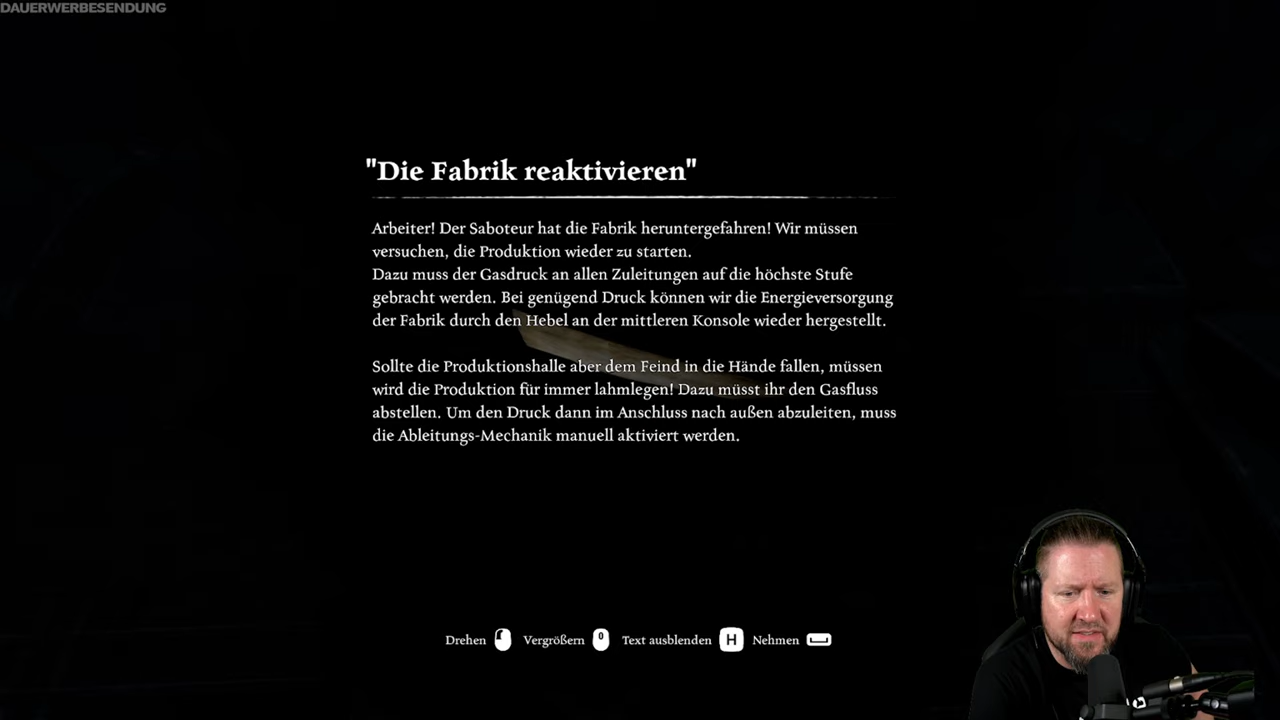 DAUERWERBESENDUNG
"Die Fabrik reaktivieren"
Arbeiter! Der Saboteur hat die Fabrik heruntergefahren! Wir müssen
versuchen, die Produktion wieder zu starten.
Dazu muss der Gasdruck an allen Zuleitungen auf die höchste Stufe
gebracht werden. Bei genügend Druck können wir die Energieversorgung
der Fabrik durch den Hebel an der mittleren Konsole wieder hergestellt.
Sollte die Produktionshalle aber dem Feind in die Hände fallen, müssen
wird die Produktion für immer lahmlegen! Dazu müsst ihr den Gasfluss
abstellen. Um den Druck dann im Anschluss nach außen abzuleiten, muss
die Ableitungs-Mechanik manuell aktiviert werden.
Drehen Vergrößern Text ausblenden H Nehmen